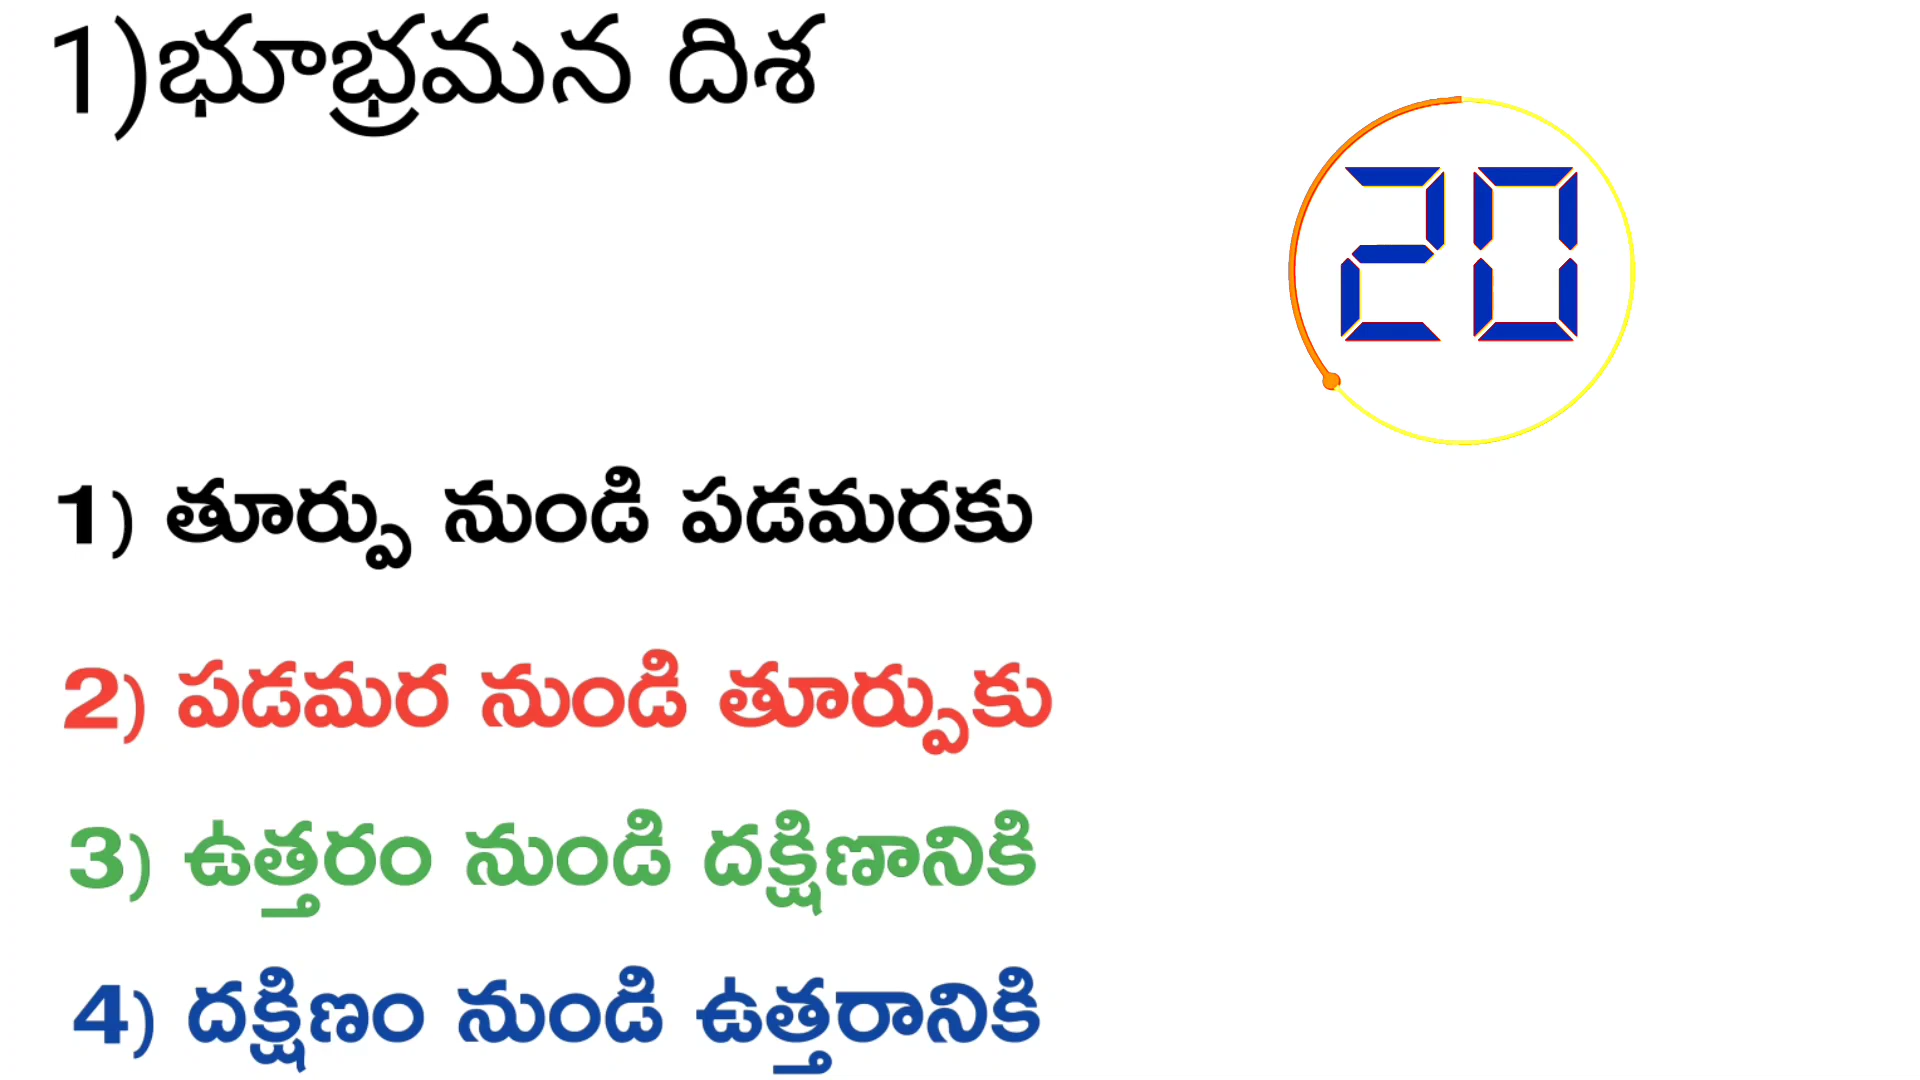 1)భూభ్రమన దిశ
20
1) తూర్పు నుండి పడమరకు
2) పడమర నుండి తూర్పుకు
3) ఉత్తరం నుండి దక్షిణానికి
4) దక్షిణం నుండి ఉత్తరానికి